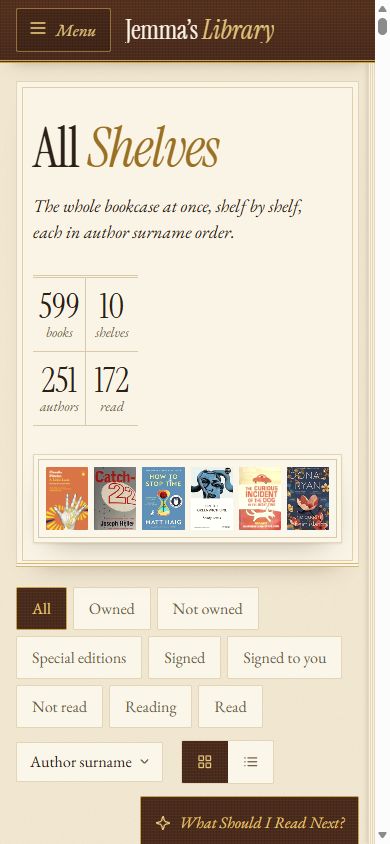 Menu
Jemma's Library
All Shelves
The whole bookcase at once, shelf by shelf,
each in author surname order.
599 10
books shelves
251 172
authors read
Catch-
22
Joseph Heller
HOW TO
STOP TIME
MATT HAIG
THE CURIOUS
INCIDENT
OF THE DOG
DONAL
RYAN
All Owned Not owned
Special editions Signed Signed to you
Not read Reading Read
Author surname
What Should I Read Next?